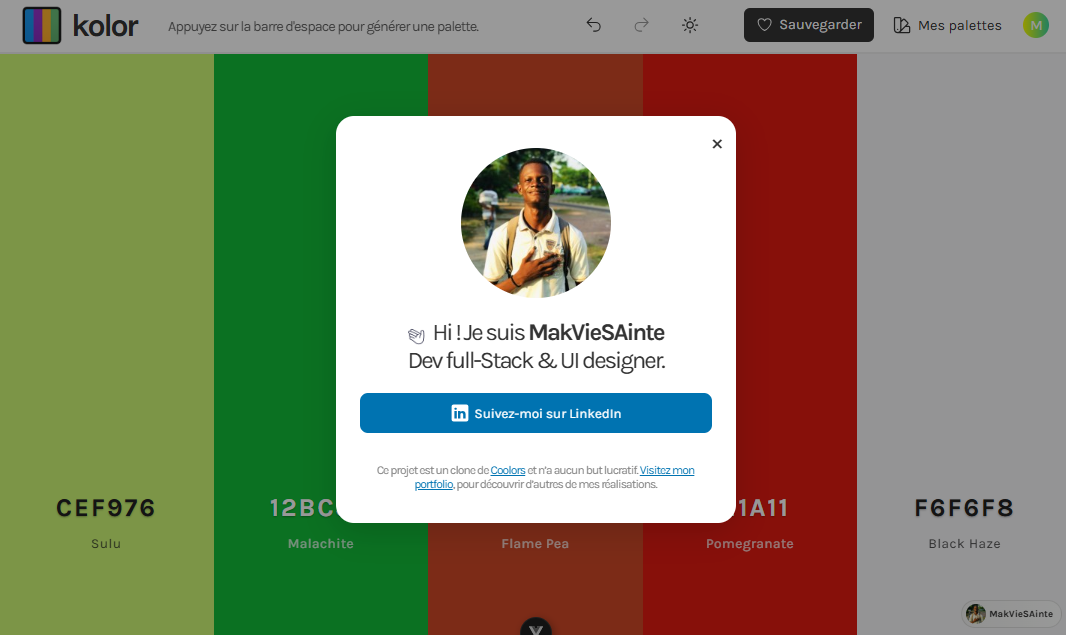 kolor
Appuyez sur la barre d'espace pour générer une palette.
Sauvegarder
Mes palettes
M
Hi ! Je suis MakVieSAinte
Dev full-Stack & UI designer.
in Suivez-moi sur LinkedIn
Ce projet est un clone de Coolors et n'a aucun but lucratif. Visitez mon
portfolio, pour découvrir d'autres de mes réalisations.
CEF976
12BC
1A11
F6F6F8
Sulu
Malachite
Flame Pea
Pomegranate
Black Haze
MakVieSAinte